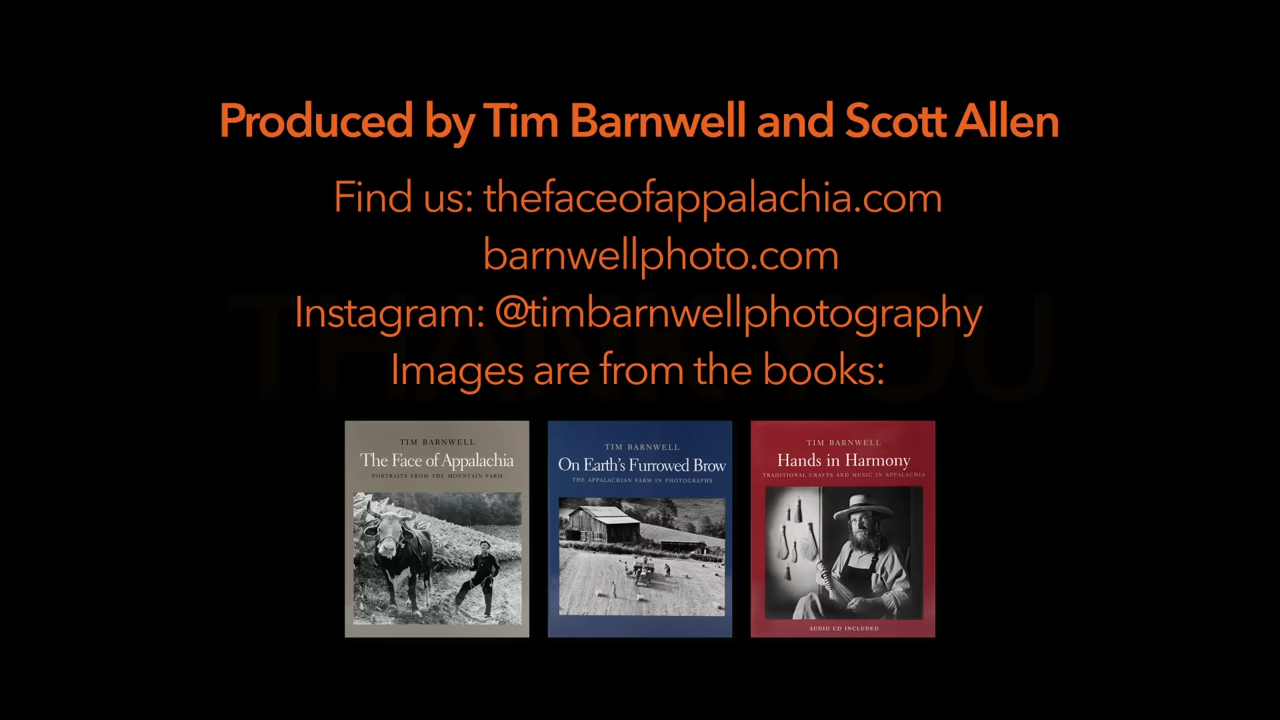 Produced by Tim Barnwell and Scott Allen
Find us: thefaceofappalachia.com
barnwellphoto.com
THANK YOU
Instagram: @timbarnwellphotography
Images are from the books:
TIM BARNWELL
The Face of Appalachia
PORTRAITS FROM THE MOUNTAIN FARM
TIM BARNWELL
On Earth's Furrowed Brow
THE APPALACHIAN FARM IN PHOTOGRAPHS
TIM BARNWELL
Hands in Harmony
TRADITIONAL CRAFTS AND MUSIC IN APPALACHIA
AUDIO CD INCLUDED